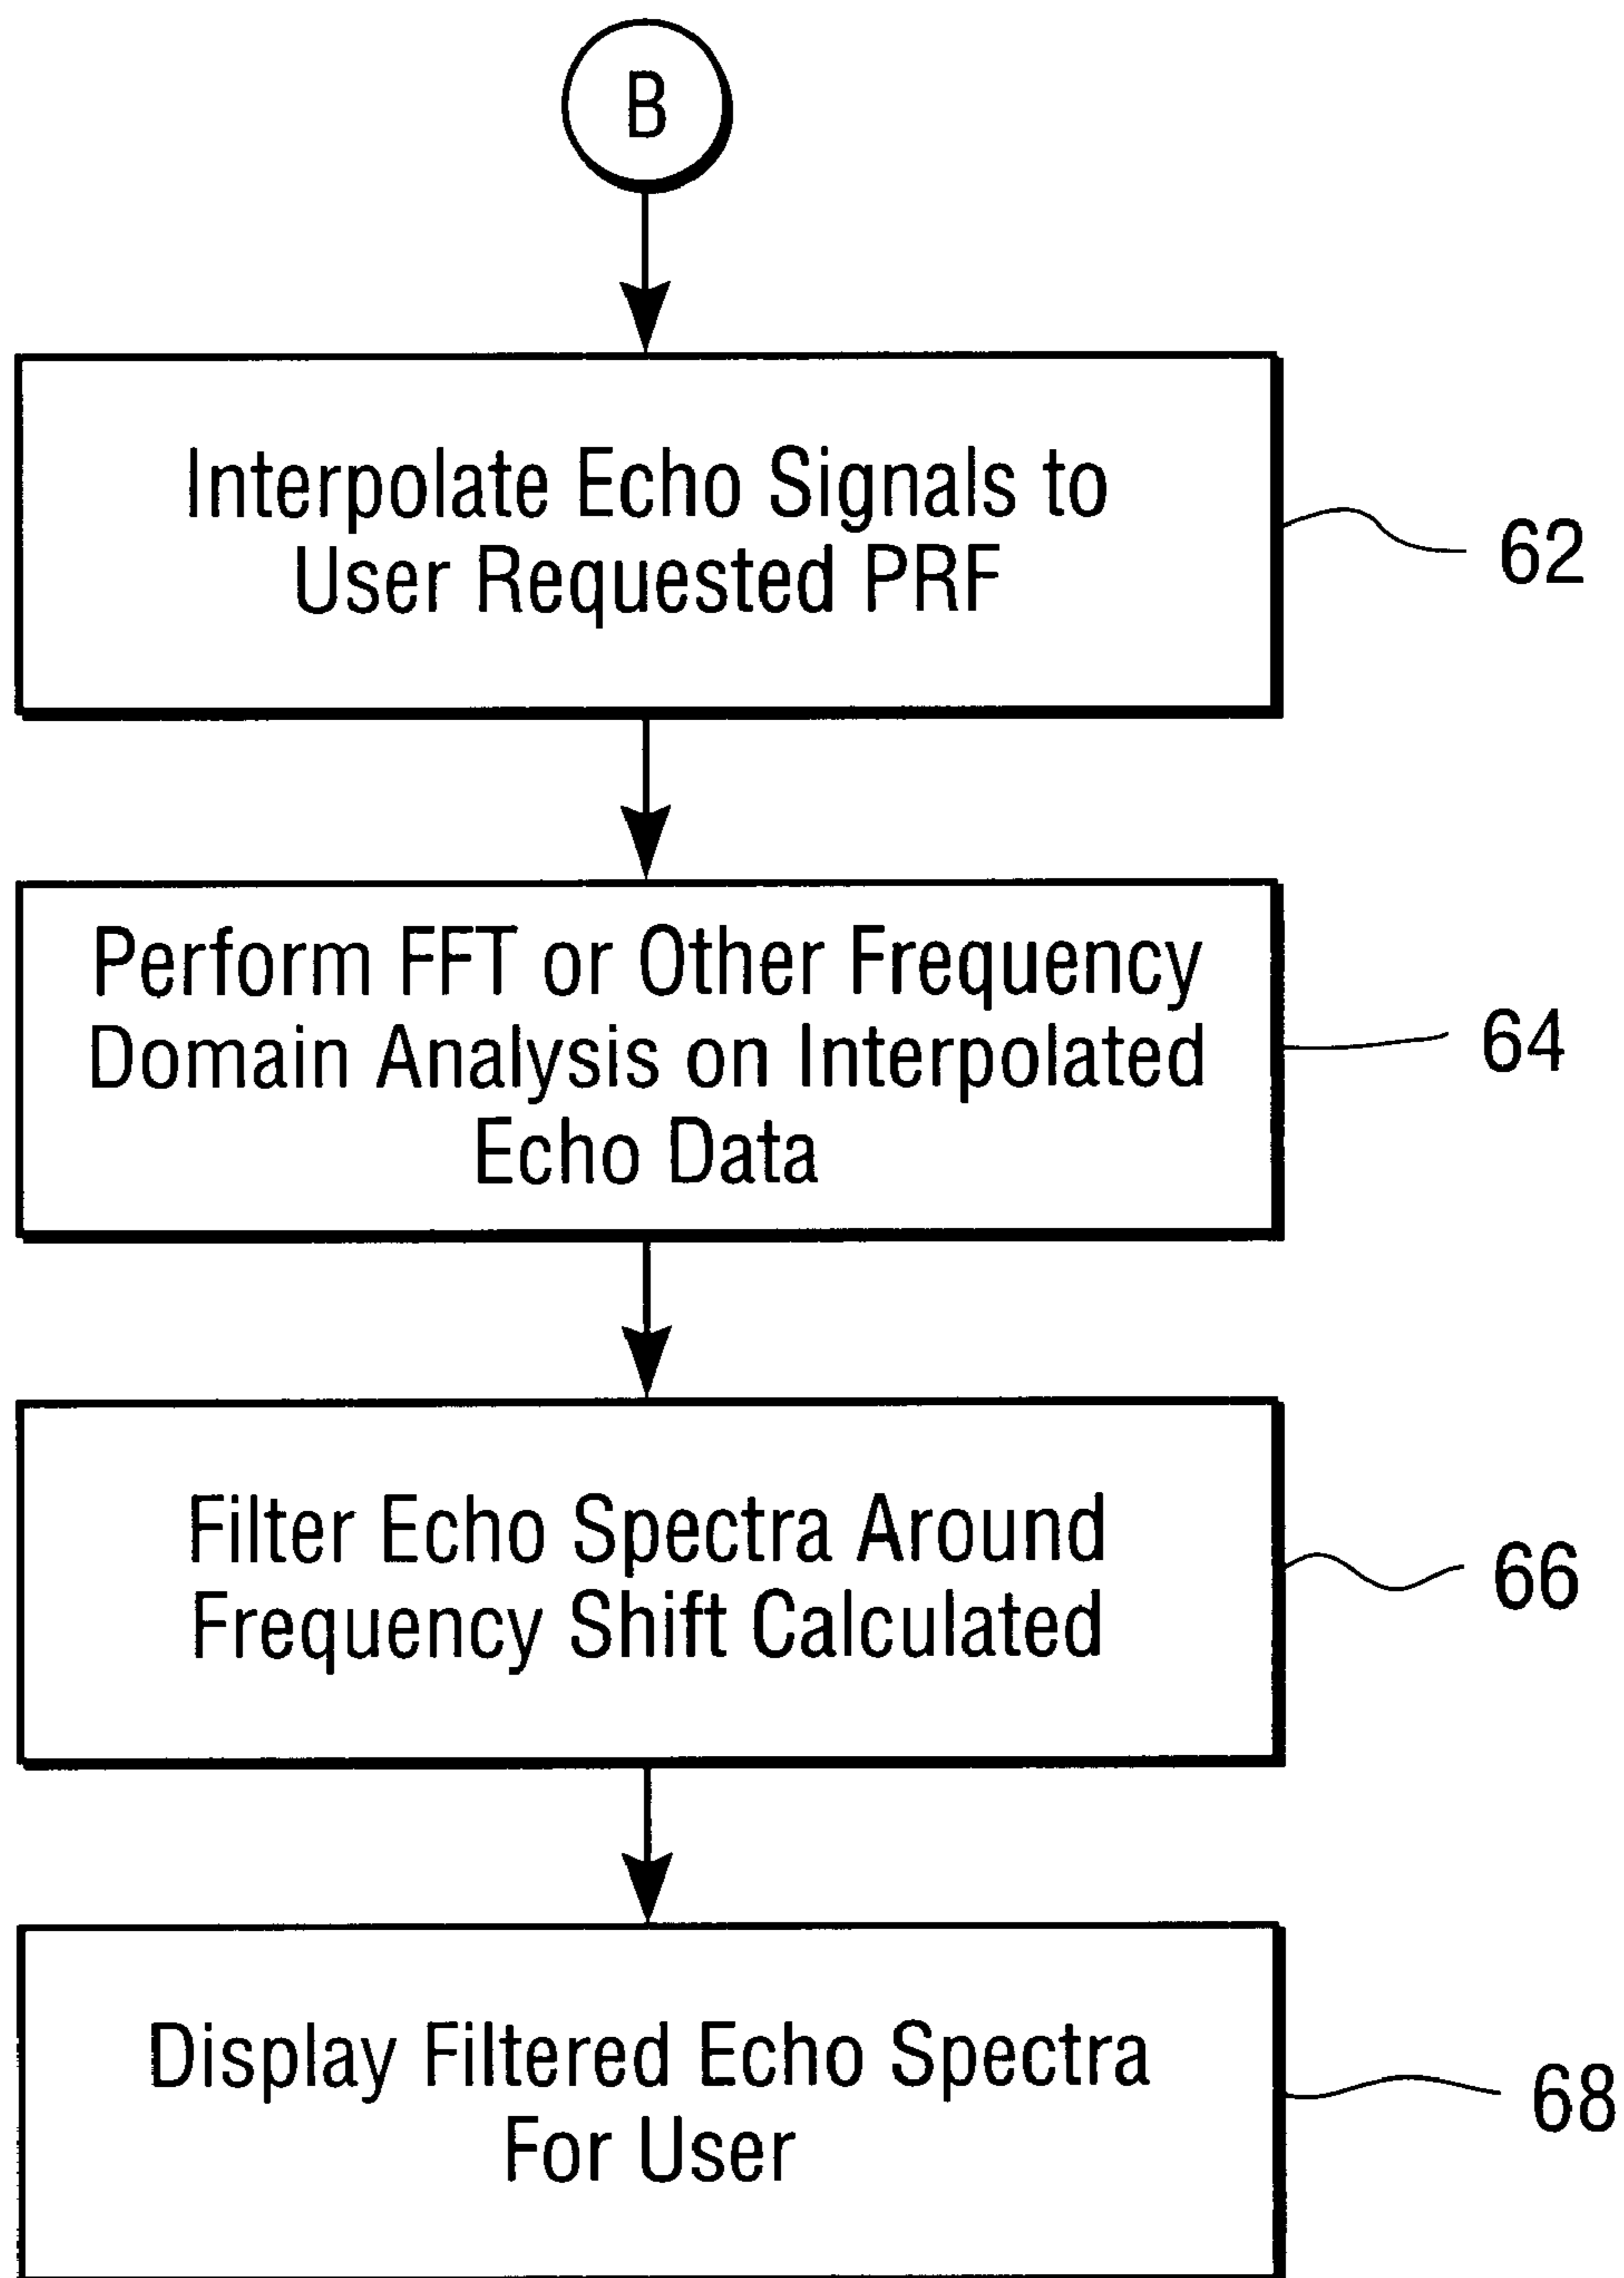 B
Interpolate Echo Signals to
User Requested PRF
62
Perform FFT or Other Frequency
Domain Analysis on Interpolated
Echo Data
64
Filter Echo Spectra Around
Frequency Shift Calculated
66
Display Filtered Echo Spectra
For User
68